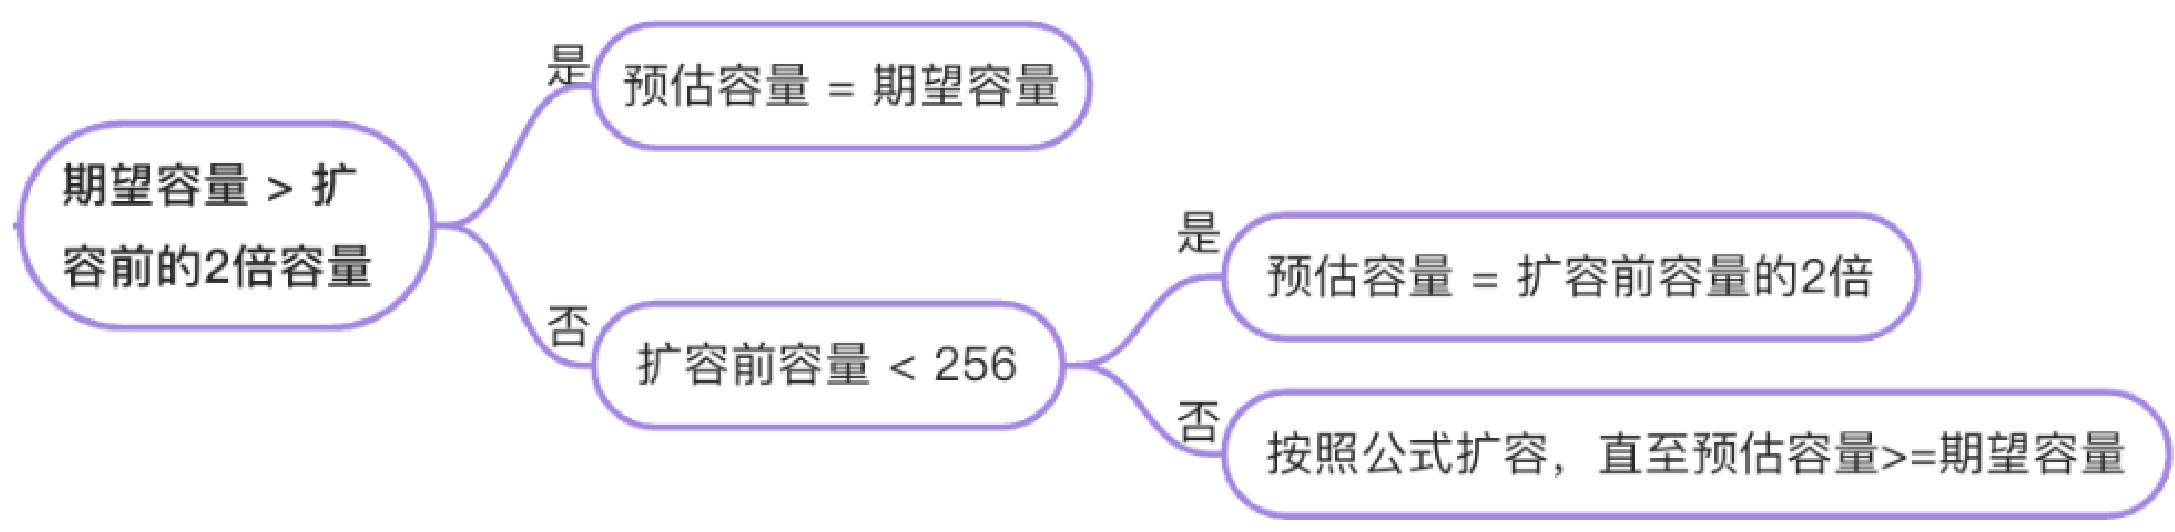 期望容量 > 扩
容前的2倍容量
是
预估容量 = 期望容量
否
扩容前容量 < 256
是
预估容量 = 扩容前容量的2倍
否
按照公式扩容，直至预估容量>=期望容量